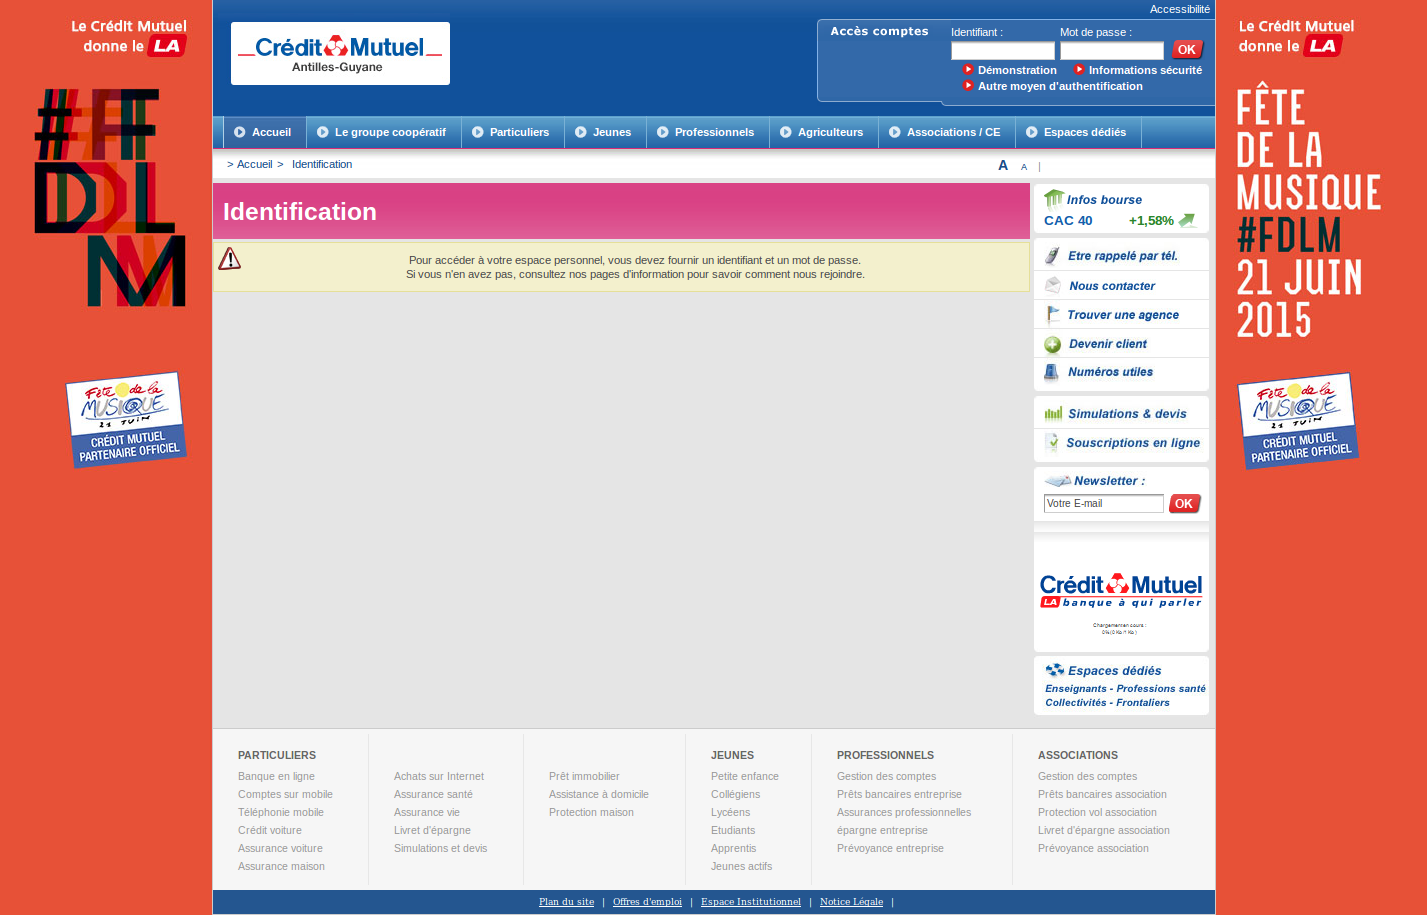 Le Crédit Mutuel
donne le LA
#F T
D L
M
Fête de la
MUSIQUE
21 JUIN
CRÉDIT MUTUEL
PARTENAIRE OFFICIEL
Accessibilité
Crédit Mutuel
Antilles-Guyane
Accès comptes
Identifiant :
Mot de passe :
OK
Démonstration
Informations sécurité
Autre moyen d'authentification
Accueil
Le groupe coopératif
Particuliers
Jeunes
Professionnels
Agriculteurs
Associations / CE
Espaces dédiés
> Accueil > Identification
A A |
Identification
Pour accéder à votre espace personnel, vous devez fournir un identifiant et un mot de passe.
Si vous n'en avez pas, consultez nos pages d'information pour savoir comment nous rejoindre.
Infos bourse
CAC 40 +1,58%
Etre rappelé par tél.
Nous contacter
Trouver une agence
Devenir client
Numéros utiles
Simulations & devis
Souscriptions en ligne
Newsletter :
Votre E-mail
OK
Crédit Mutuel
LA banque à qui parler
Chargement en cours :
0% (0 Ko / 1 Ko )
Espaces dédiés
Enseignants - Professions santé
Collectivités - Frontaliers
Le Crédit Mutuel
donne le LA
FÊTE
DE LA
MUSIQUE
#FDLM
21 JUIN
2015
Fête de la
MUSIQUE
21 JUIN
CRÉDIT MUTUEL
PARTENAIRE OFFICIEL
PARTICULIERS
Banque en ligne
Comptes sur mobile
Téléphonie mobile
Crédit voiture
Assurance voiture
Assurance maison
Achats sur Internet
Assurance santé
Assurance vie
Livret d'épargne
Simulations et devis
Prêt immobilier
Assistance à domicile
Protection maison
JEUNES
Petite enfance
Collégiens
Lycéens
Etudiants
Apprentis
Jeunes actifs
PROFESSIONNELS
Gestion des comptes
Prêts bancaires entreprise
Assurances professionnelles
épargne entreprise
Prévoyance entreprise
ASSOCIATIONS
Gestion des comptes
Prêts bancaires association
Protection vol association
Livret d'épargne association
Prévoyance association
Plan du site | Offres d'emploi | Espace Institutionnel | Notice Légale |